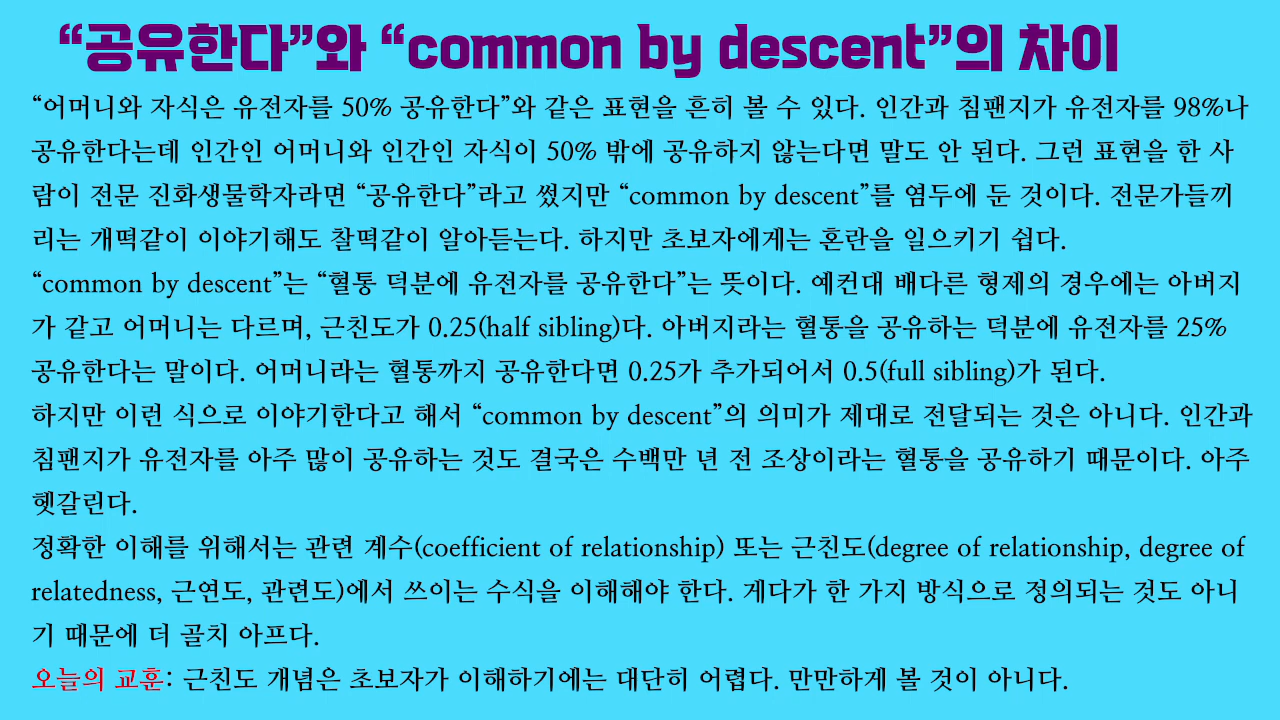 “공유한다”와 “common by descent”의 차이
“어머니와 자식은 유전자를 50% 공유한다”와 같은 표현을 흔히 볼 수 있다. 인간과 침팬지가 유전자를 98%나
공유한다는데 인간인 어머니와 인간인 자식이 50% 밖에 공유하지 않는다면 말도 안 된다. 그런 표현을 한 사
람이 전문 진화생물학자라면 “공유한다”라고 썼지만 “common by descent”를 염두에 둔 것이다. 전문가들끼
리는 개떡같이 이야기해도 찰떡같이 알아듣는다. 하지만 초보자에게는 혼란을 일으키기 쉽다.
“common by descent”는 “혈통 덕분에 유전자를 공유한다”는 뜻이다. 예컨대 배다른 형제의 경우에는 아버지
가 같고 어머니는 다르며, 근친도가 0.25(half sibling)다. 아버지라는 혈통을 공유하는 덕분에 유전자를 25%
공유한다는 말이다. 어머니라는 혈통까지 공유한다면 0.25가 추가되어서 0.5(full sibling)가 된다.
하지만 이런 식으로 이야기한다고 해서 “common by descent”의 의미가 제대로 전달되는 것은 아니다. 인간과
침팬지가 유전자를 아주 많이 공유하는 것도 결국은 수백만 년 전 조상이라는 혈통을 공유하기 때문이다. 아주
헷갈린다.
정확한 이해를 위해서는 관련 계수(coefficient of relationship) 또는 근친도(degree of relationship, degree of
relatedness, 근연도, 관련도)에서 쓰이는 수식을 이해해야 한다. 게다가 한 가지 방식으로 정의되는 것도 아니
기 때문에 더 골치 아프다.
오늘의 교훈: 근친도 개념은 초보자가 이해하기에는 대단히 어렵다. 만만하게 볼 것이 아니다.